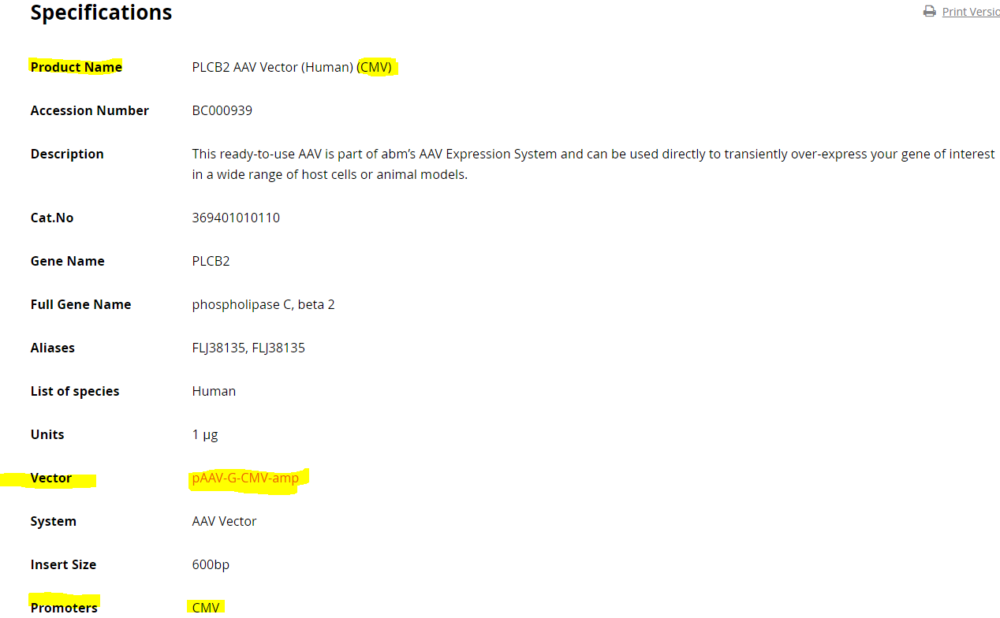 Specifications
Print Versio
Product Name PLCB2 AAV Vector (Human) (CMV)
Accession Number BC000939
Description This ready-to-use AAV is part of abm’s AAV Expression System and can be used directly to transiently over-express your gene of interest
in a wide range of host cells or animal models.
Cat.No 369401010110
Gene Name PLCB2
Full Gene Name phospholipase C, beta 2
Aliases FLJ38135, FLJ38135
List of species Human
Units 1 µg
Vector pAAV-G-CMV-amp
System AAV Vector
Insert Size 600bp
Promoters CMV